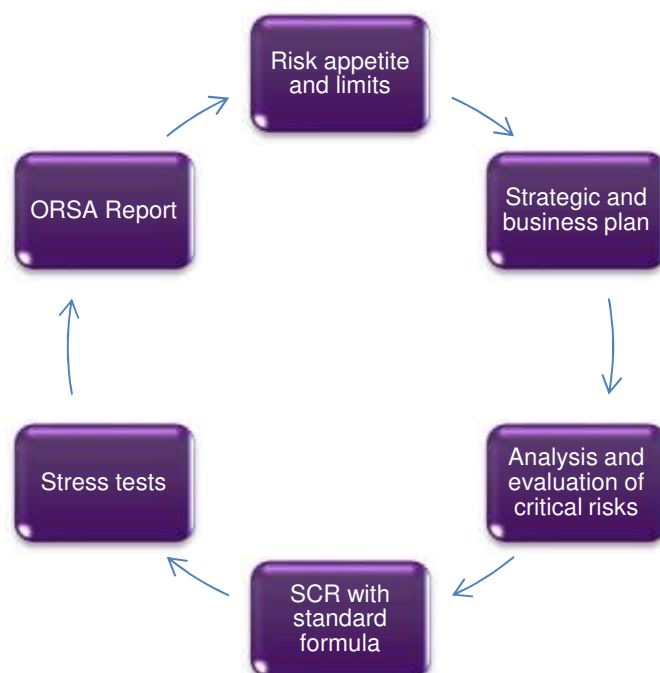 Risk appetite
and limits
Strategic and
business plan
Analysis and
evaluation of
critical risks
SCR with
standard
formula
Stress tests
ORSA Report